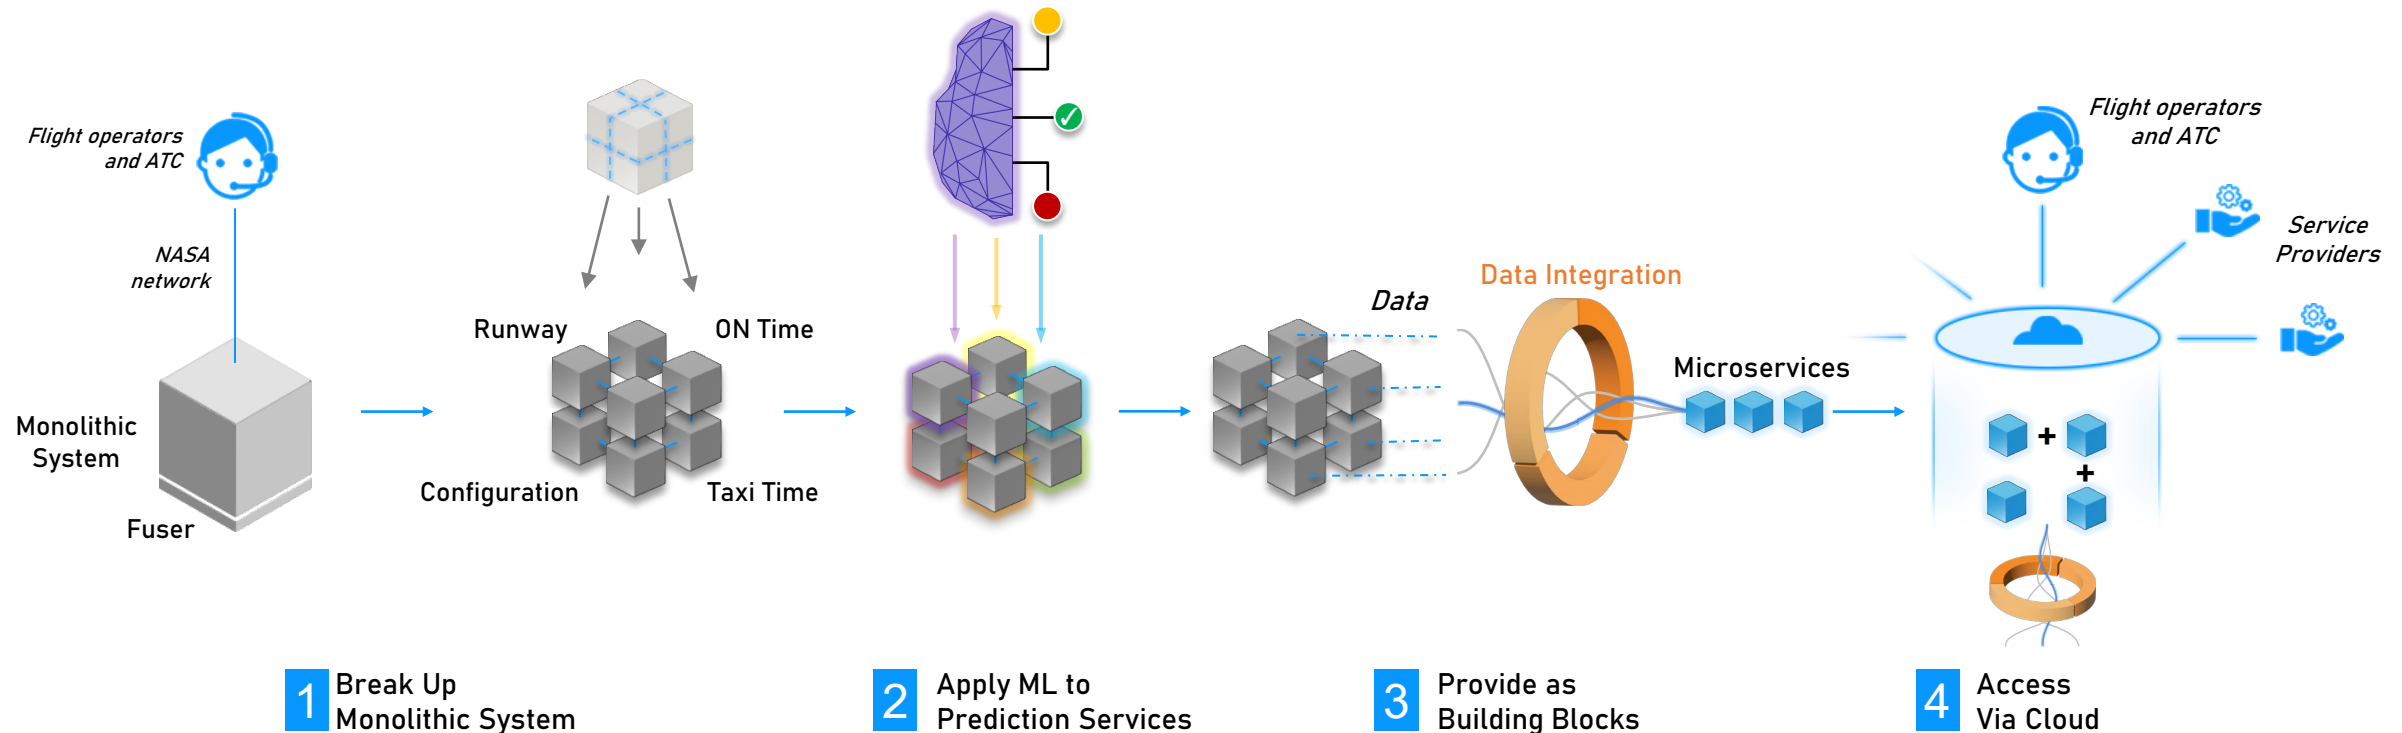 Flight operators
and ATC
NASA
network
Monolithic
System
Fuser
Runway
ON Time
Configuration
Taxi Time
Data
Data Integration
Microservices
+
+
Flight operators
and ATC
Service
Providers
1
Break Up
Monolithic System
2
Apply ML to
Prediction Services
3
Provide as
Building Blocks
4
Access
Via Cloud